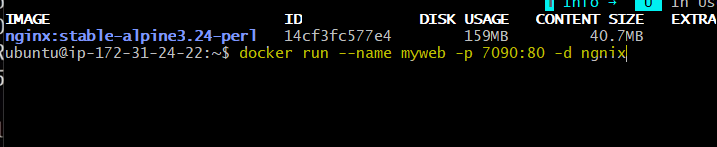 i Info → U In Us
IMAGE ID DISK USAGE CONTENT SIZE EXTRA
nginx:stable-alpine3.24-perl 14cf3fc577e4 159MB 40.7MB
ubuntu@ip-172-31-24-22:~$ docker run --name myweb -p 7090:80 -d ngnix